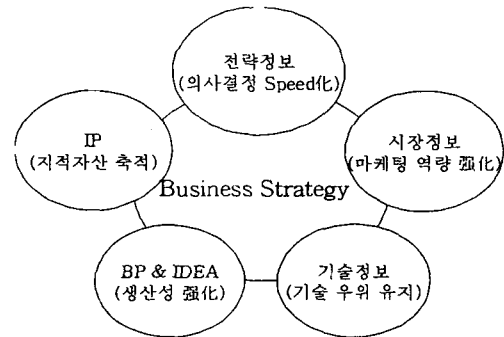 전략정보
(의사결정 Speed化)
IP
(지적자산 축적)
시장정보
(마케팅 역량 强化)
Business Strategy
BP & IDEA
(생산성 强化)
기술정보
(기술 우위 유지)